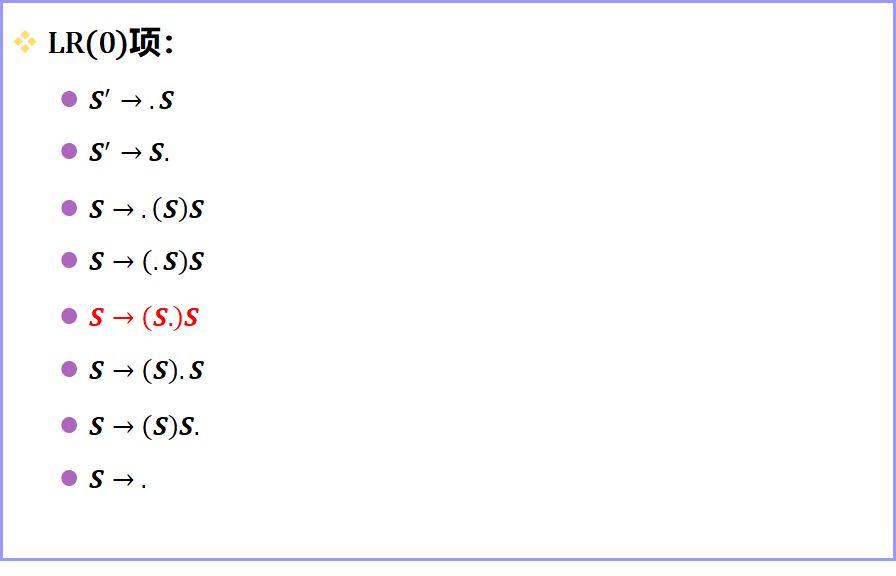 LR(0)项:
S′ → .S
S′ → S.
S → .(S)S
S → (.S)S
S → (S.)S
S → (S).S
S → (S)S.
S → .